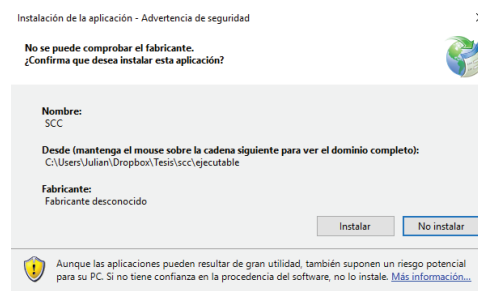 Instalación de la aplicación - Advertencia de seguridad
No se puede comprobar el fabricante.
¿Confirma que desea instalar esta aplicación?
Nombre:
SCC
Desde (mantenga el mouse sobre la cadena siguiente para ver el dominio completo):
C:\Users\Julian\Dropbox\Tesis\scc\ejecutable
Fabricante:
Fabricante desconocido
Instalar
No instalar
Aunque las aplicaciones pueden resultar de gran utilidad, también suponen un riesgo potencial
para su PC. Si no tiene confianza en la procedencia del software, no lo instale. Más información...